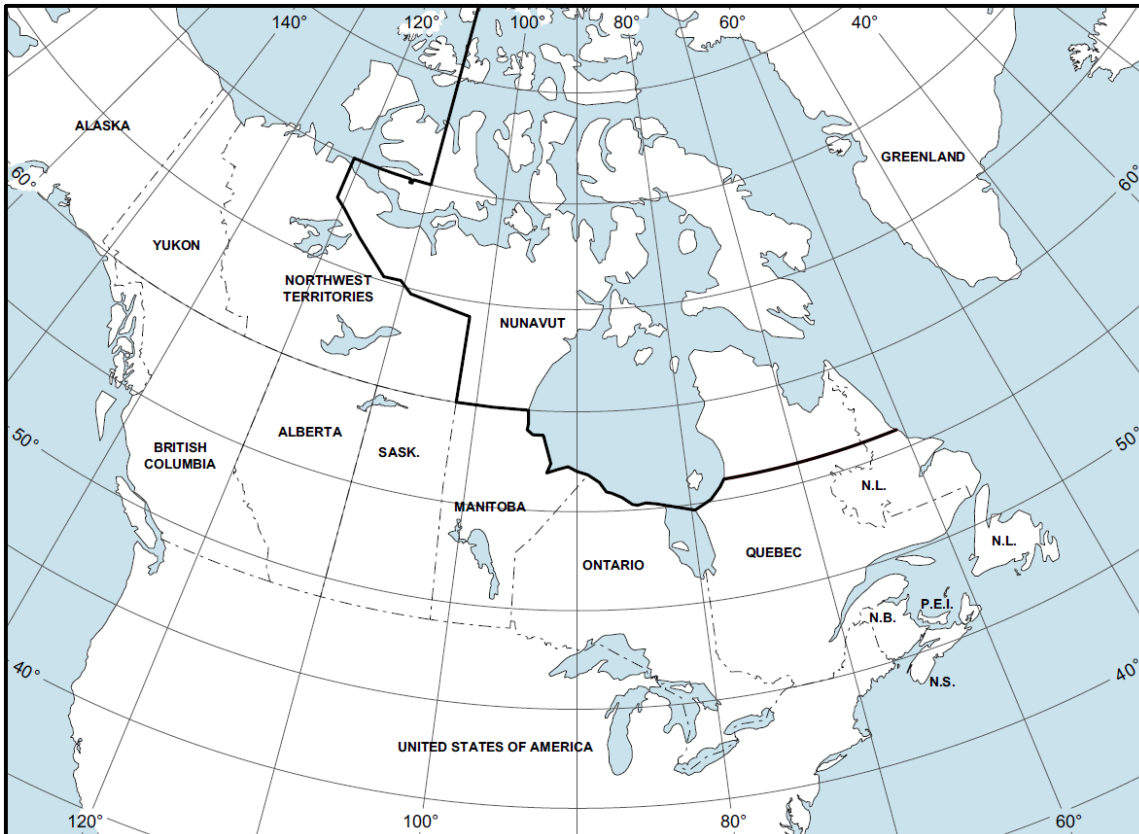 140°
120°
100°
80°
60°
40°
ALASKA
GREENLAND
60°
60°
YUKON
NORTHWEST
TERRITORIES
NUNAVUT
50°
50°
BRITISH
COLUMBIA
ALBERTA
SASK.
MANITOBA
ONTARIO
QUEBEC
N.L.
N.L.
P.E.I.
N.B.
N.S.
40°
40°
UNITED STATES OF AMERICA
120°
100°
80°
60°